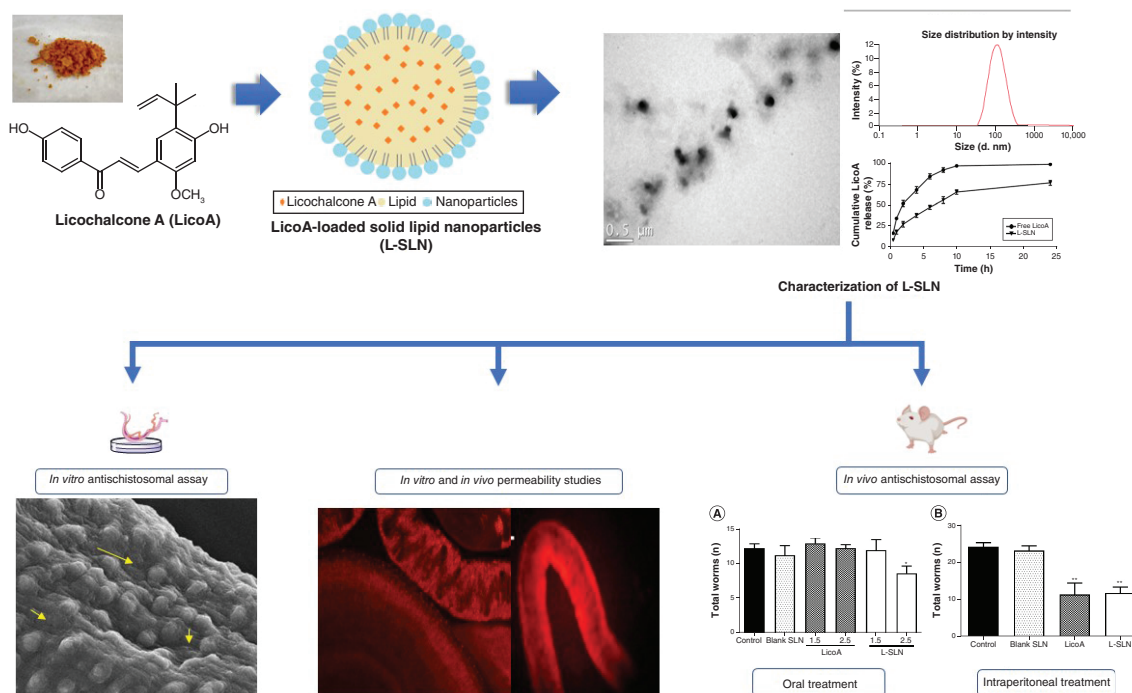 HO
OH
O
OCH3
Licochalcone A (LicoA)
Licochalcone A Lipid Nanoparticles
LicoA-loaded solid lipid nanoparticles
(L-SLN)
0.5 μm
Size distribution by intensity
Intensity (%)
12
10
8
6
4
2
0
0.1 1 10 100 1000 10,000
Size (d. nm)
Cumulative LicoA
release (%)
100
75
50
25
0
Free LicoA
L-SLN
0 5 10 15 20 25
Time (h)
Characterization of L-SLN
In vitro antischistosomal assay
In vitro and in vivo permeability studies
In vivo antischistosomal assay
A
Total worms (n)
15
10
5
0
*
Control Blank SLN 1.5 2.5 1.5 2.5
LicoA L-SLN
Oral treatment
B
Total worms (n)
30
20
10
0
** **
Control Blank SLN LicoA L-SLN
Intraperitoneal treatment